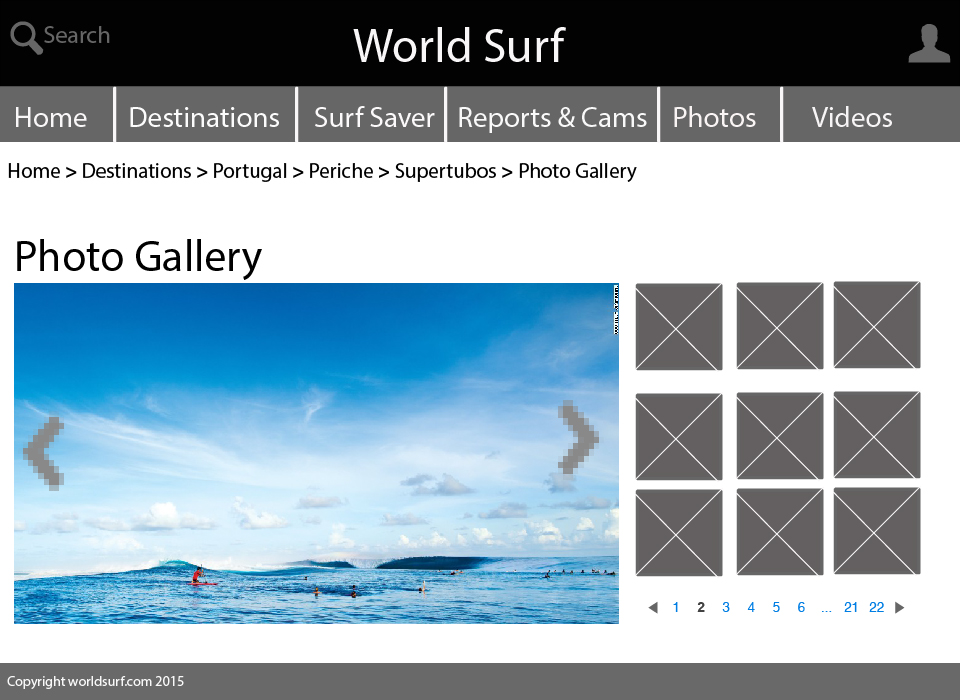 Search
World Surf
Home Destinations Surf Saver Reports & Cams Photos Videos
Home > Destinations > Portugal > Periche > Supertubos > Photo Gallery
Photo Gallery
1 2 3 4 5 6 ... 21 22
Copyright worldsurf.com 2015